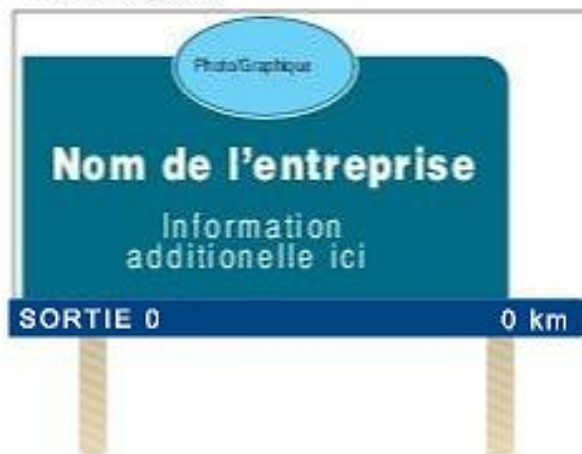 Photo/Graphique
Nom de l'entreprise
Information
additionelle ici
SORTIE 0 0 km